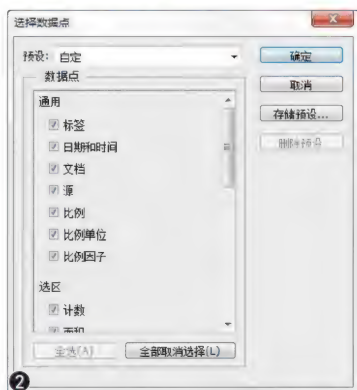 选择数据点
预设: 自定
确定
数据点
取消
通用
存储预设...
标签
删除预设
日期和时间
文档
源
比例
比例单位
比例因子
选区
计数
面积
全选(A)
全部取消选择(L)
2